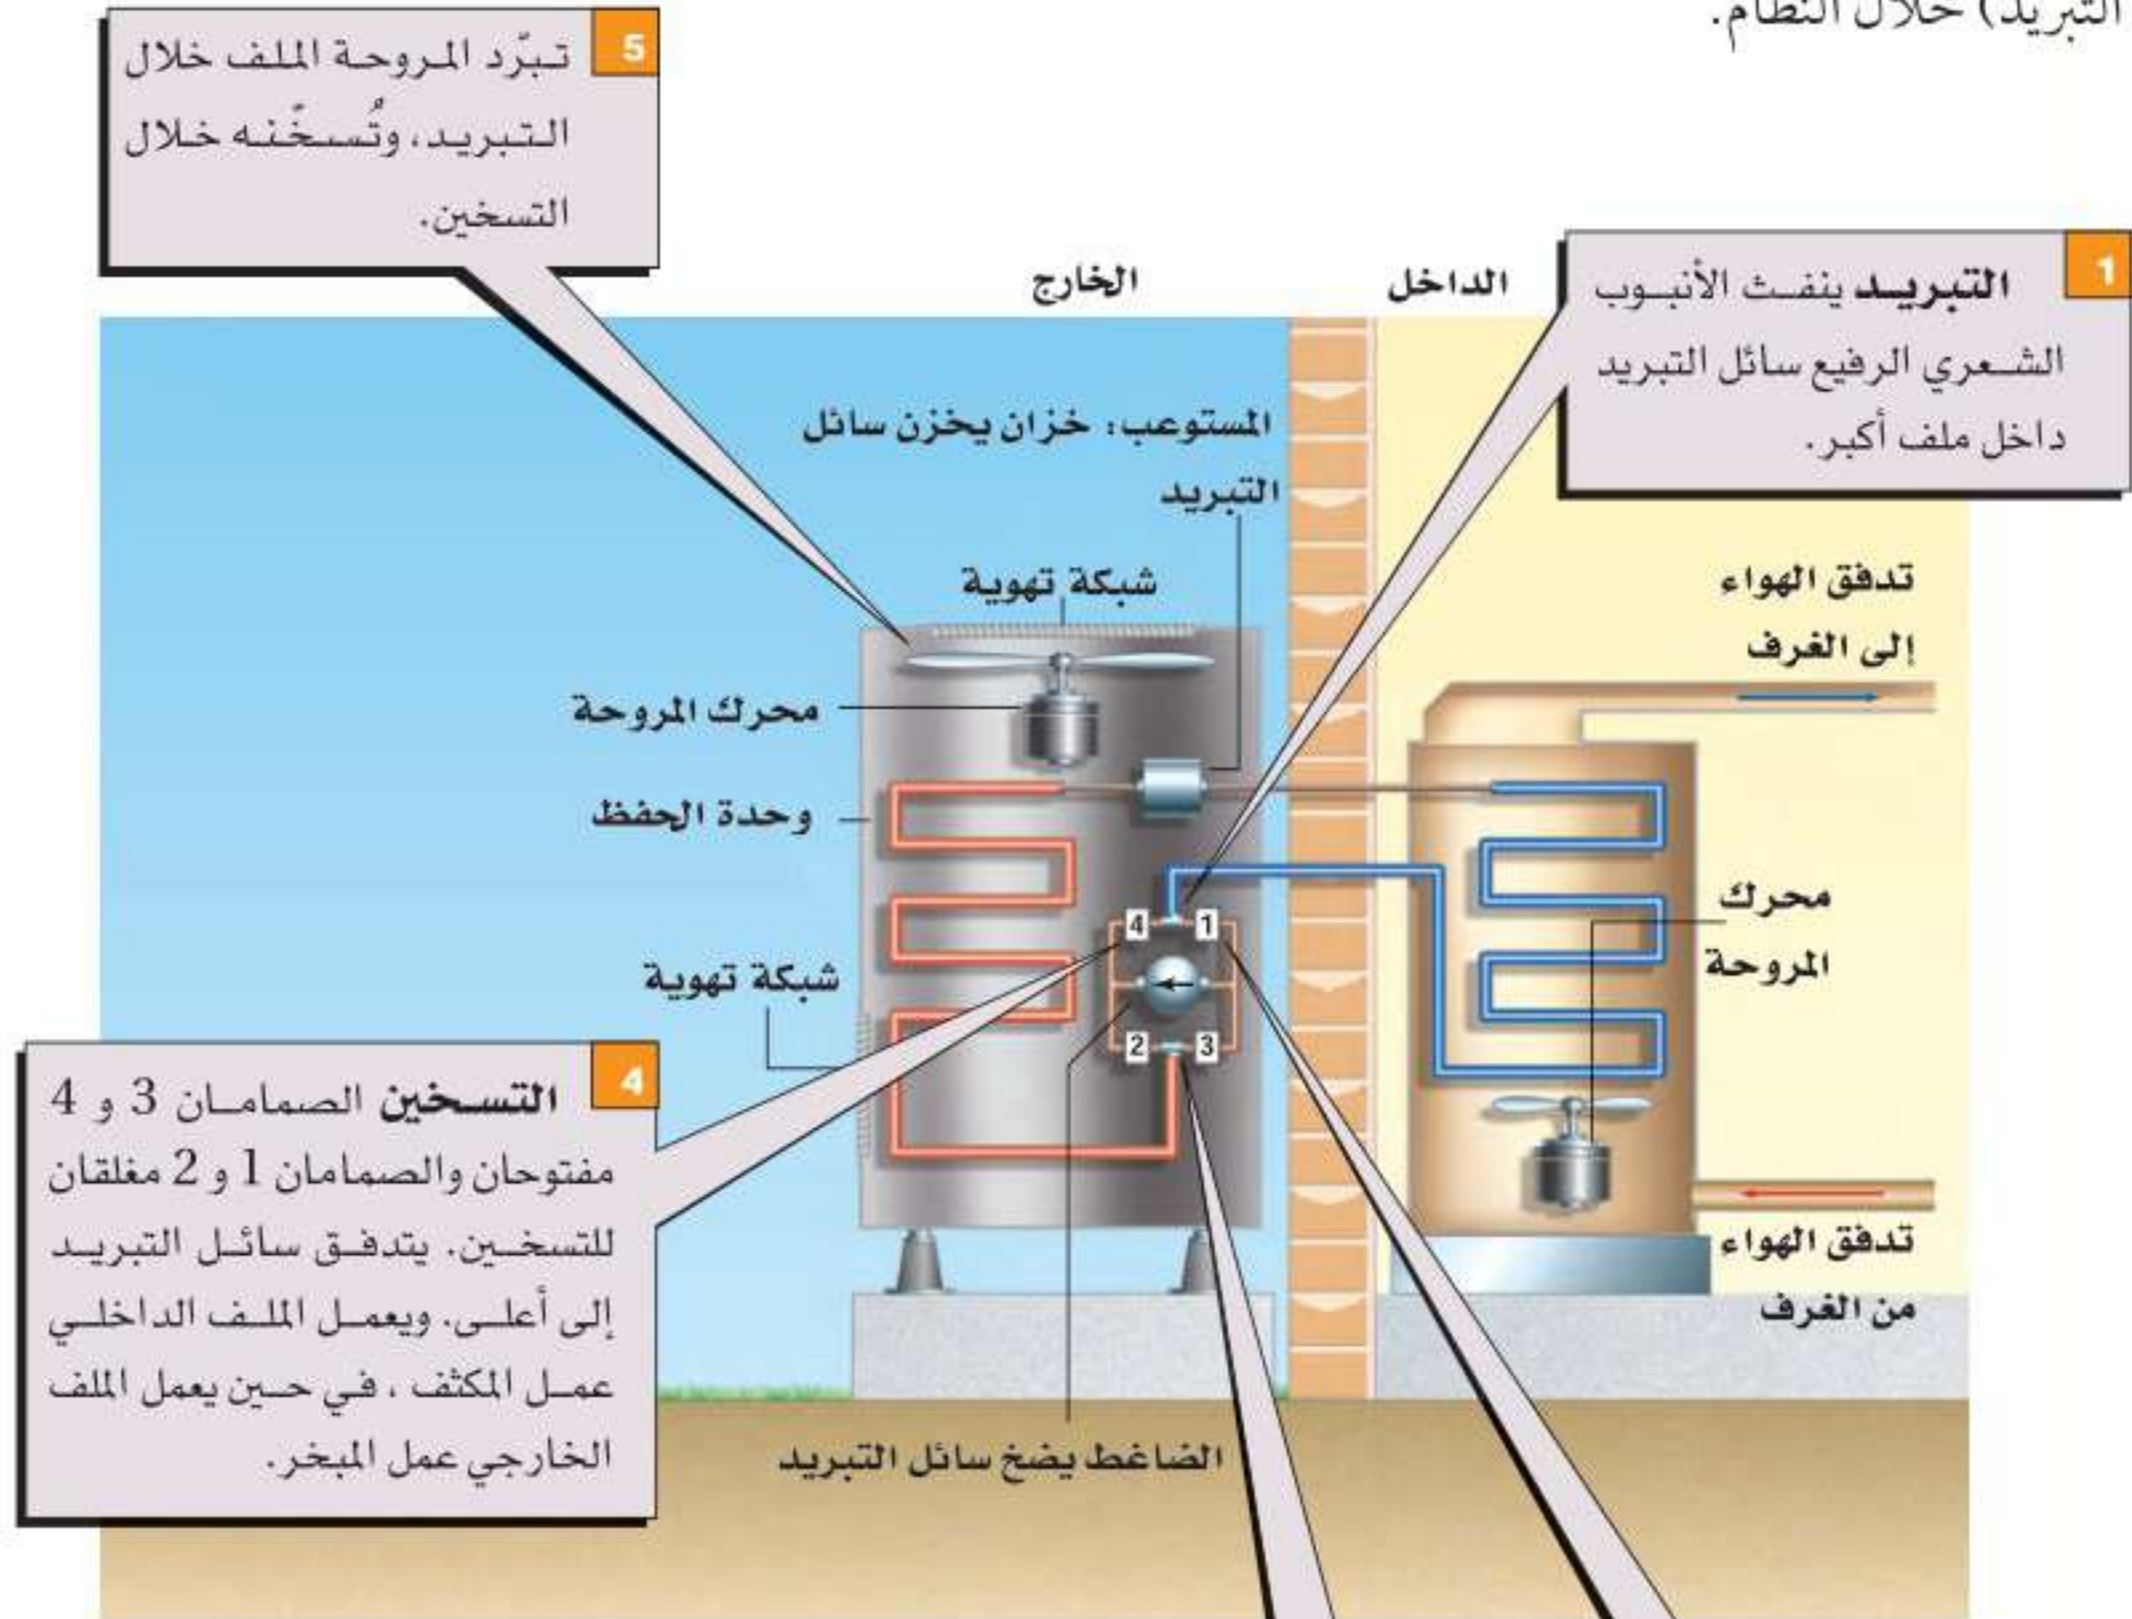 التبريد) خلال النظام.
5
تبرّد المروحة الملف خلال
التبريد، وتُسخّنه خلال
التسخين.
1
التبريد ينفث الأنبوب
الشعري الرفيع سائل التبريد
داخل ملف أكبر.
الداخل
الخارج
المستوعب: خزان يخزن سائل
التبريد
شبكة تهوية
تدفق الهواء
إلى الغرف
محرك المروحة
وحدة الحفظ
محرك
المروحة
1
4
شبكة تهوية
3
2
4
التسخين الصمامان 3 و 4
مفتوحان والصمامان 1 و 2 مغلقان
للتسخين. يتدفق سائل التبريد
إلى أعلى. ويعمل الملف الداخلي
عمل المكثف ، في حين يعمل الملف
الخارجي عمل المبخر.
تدفق الهواء
من الغرف
الضاغط يضخ سائل التبريد